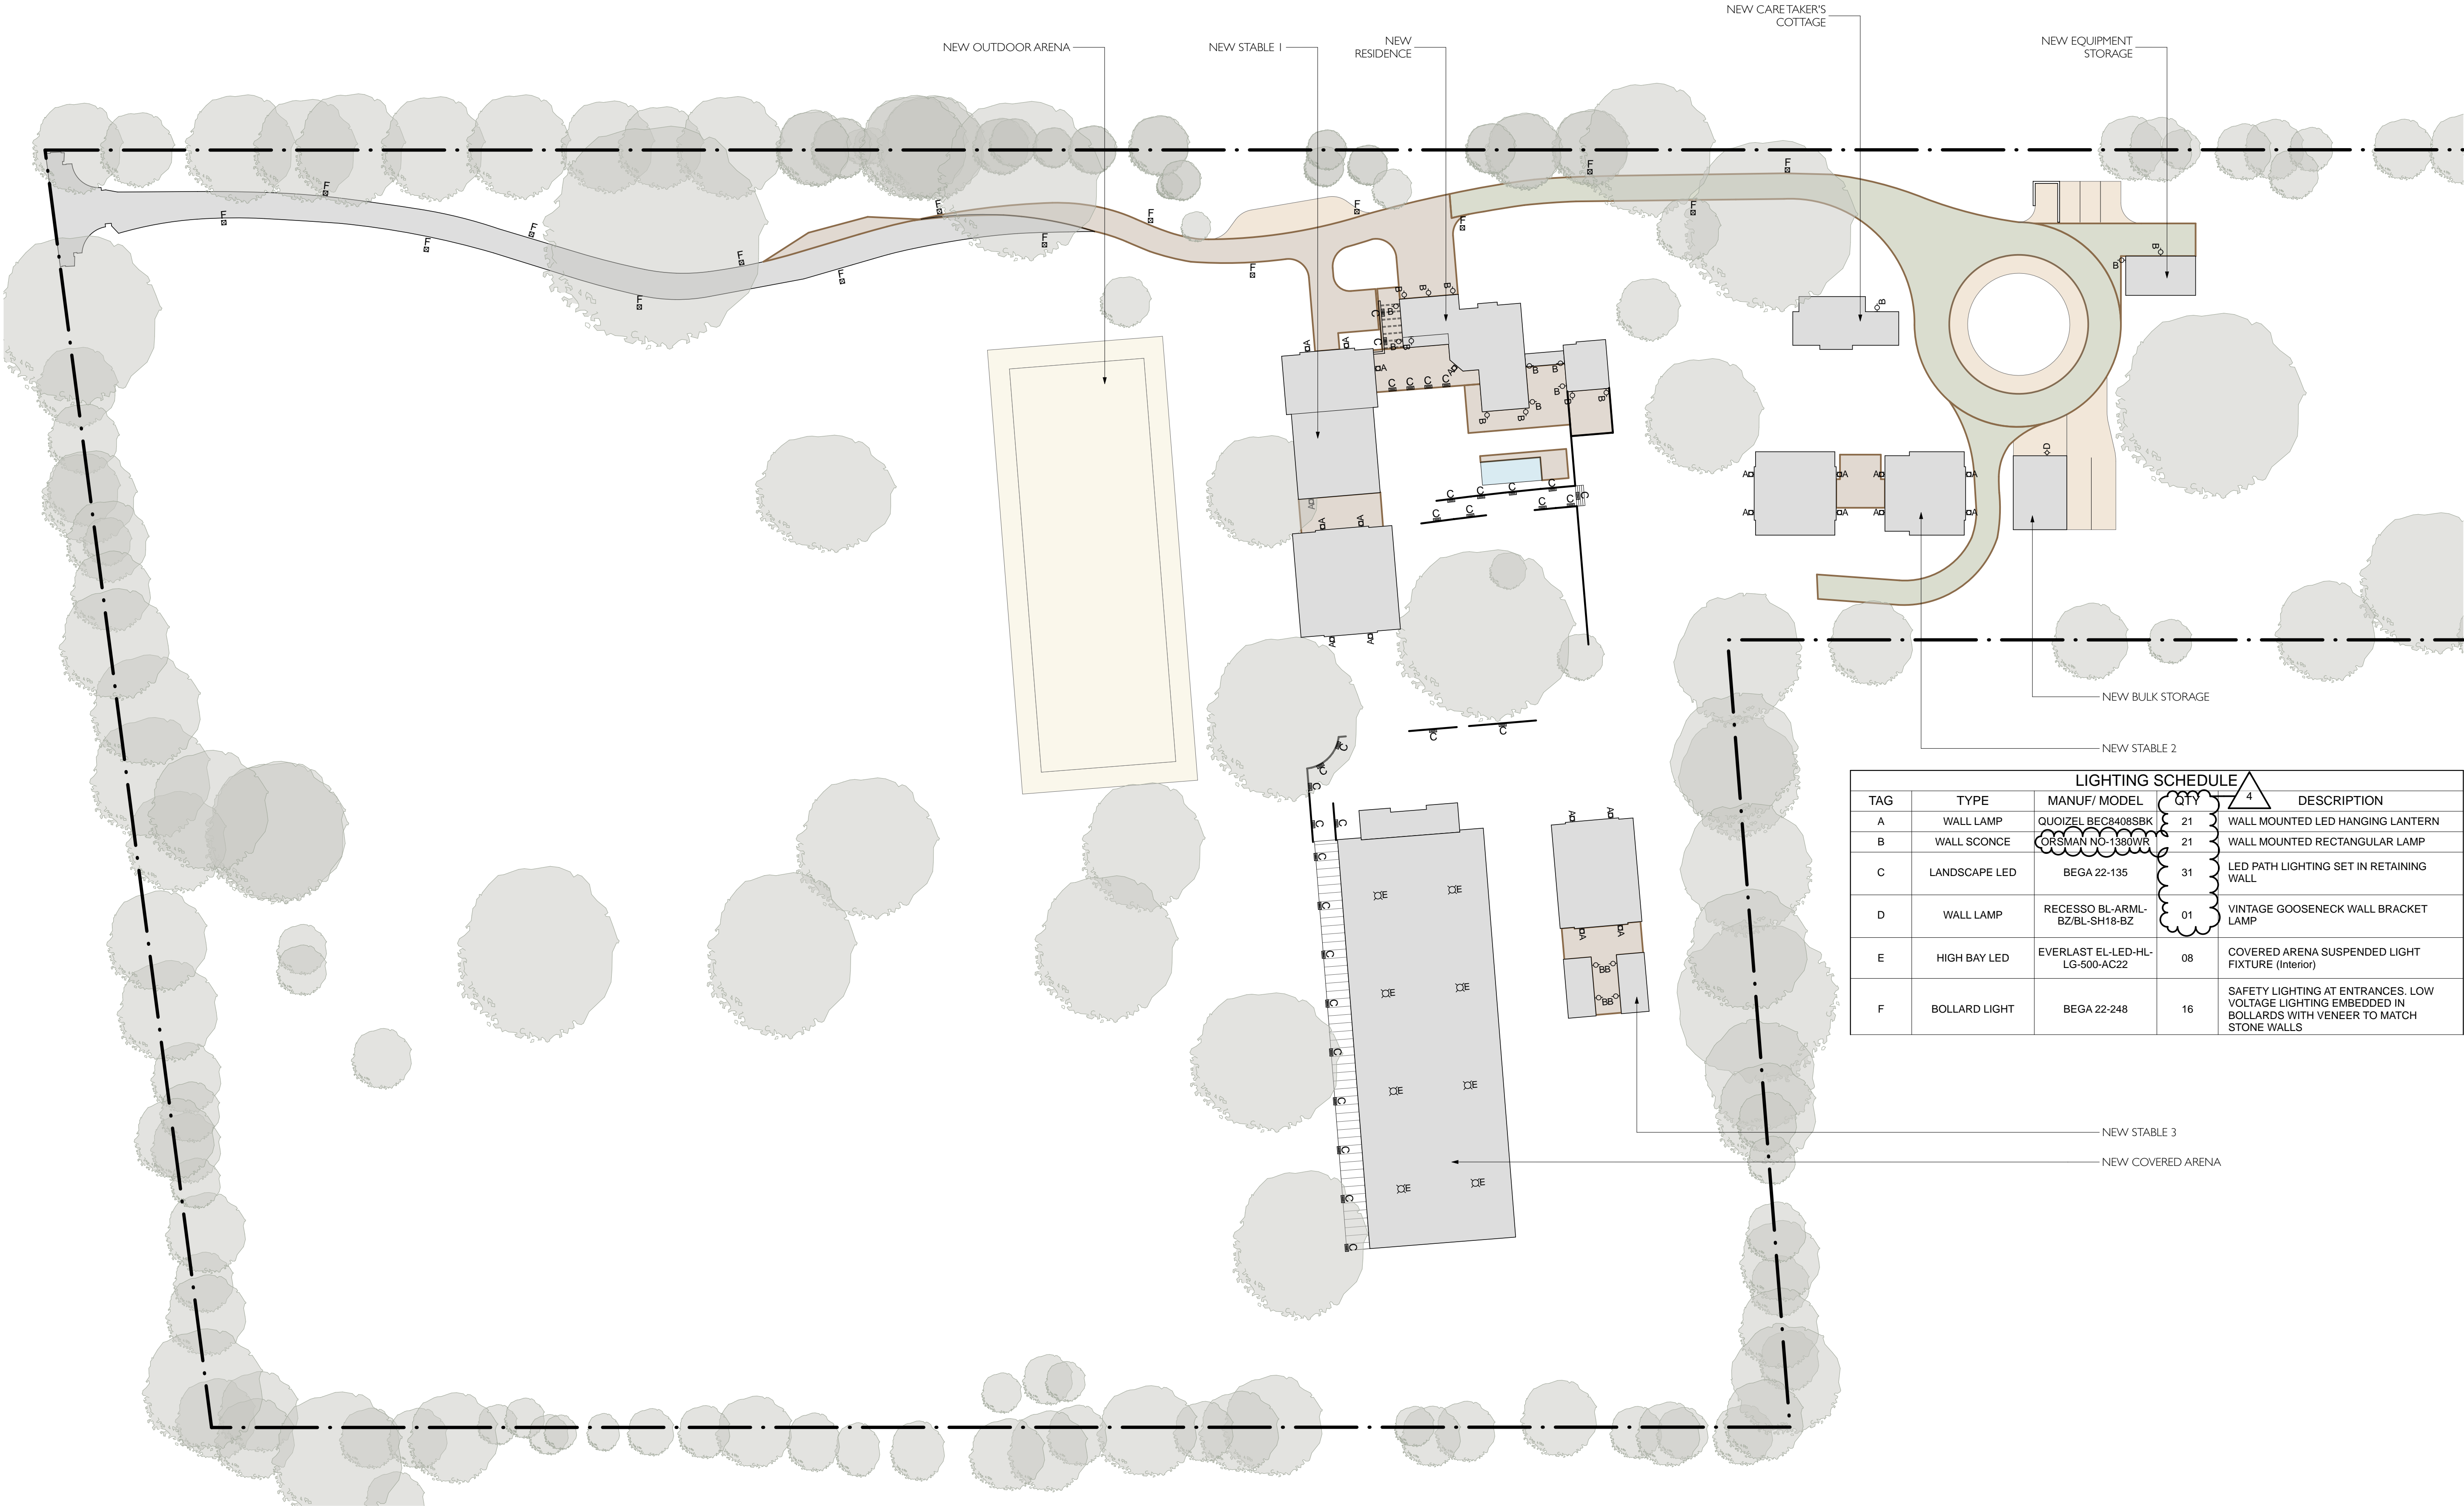 NEW CARE TAKER'S
COTTAGE
NEW OUTDOOR ARENA
NEW STABLE 1
NEW
RESIDENCE
NEW EQUIPMENT
STORAGE
F F F F F F F F
F F F F F F F F F
B B B B
B B
C B B B
A A C B B
A A B B
C C C C B B B
B B B
D
A A A A
C C C C
A C C C
C C
A A A A A A
A A
NEW BULK STORAGE
C C
NEW STABLE 2
C
C
C
C C
A A
LIGHTING SCHEDULE
4
TAG TYPE MANUF/ MODEL QTY DESCRIPTION
A WALL LAMP QUOIZEL BEC8408SBK 21 WALL MOUNTED LED HANGING LANTERN
B WALL SCONCE ORSMAN NO-1380WR 21 WALL MOUNTED RECTANGULAR LAMP
C LANDSCAPE LED BEGA 22-135 31 LED PATH LIGHTING SET IN RETAINING
WALL
D WALL LAMP RECESSO BL-ARML-
BZ/BL-SH18-BZ 01 VINTAGE GOOSENECK WALL BRACKET
LAMP
E HIGH BAY LED EVERLAST EL-LED-HL-
LG-500-AC22 08 COVERED ARENA SUSPENDED LIGHT
FIXTURE (Interior)
F BOLLARD LIGHT BEGA 22-248 16 SAFETY LIGHTING AT ENTRANCES. LOW
VOLTAGE LIGHTING EMBEDDED IN
BOLLARDS WITH VENEER TO MATCH
STONE WALLS
C
C E E
C A A
C BB
C E E BB
C
C E E
C
C E E
C
NEW STABLE 3
NEW COVERED ARENA